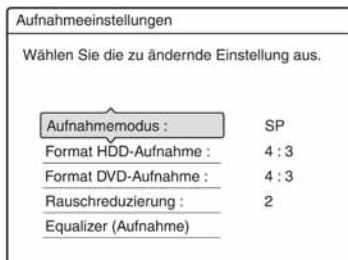 Aufnahmeeinstellungen
Wählen Sie die zu ändernde Einstellung aus.
Aufnahmemodus : SP
Format HDD-Aufnahme : 4 : 3
Format DVD-Aufnahme : 4 : 3
Rauschreduzierung : 2
Equalizer (Aufnahme)